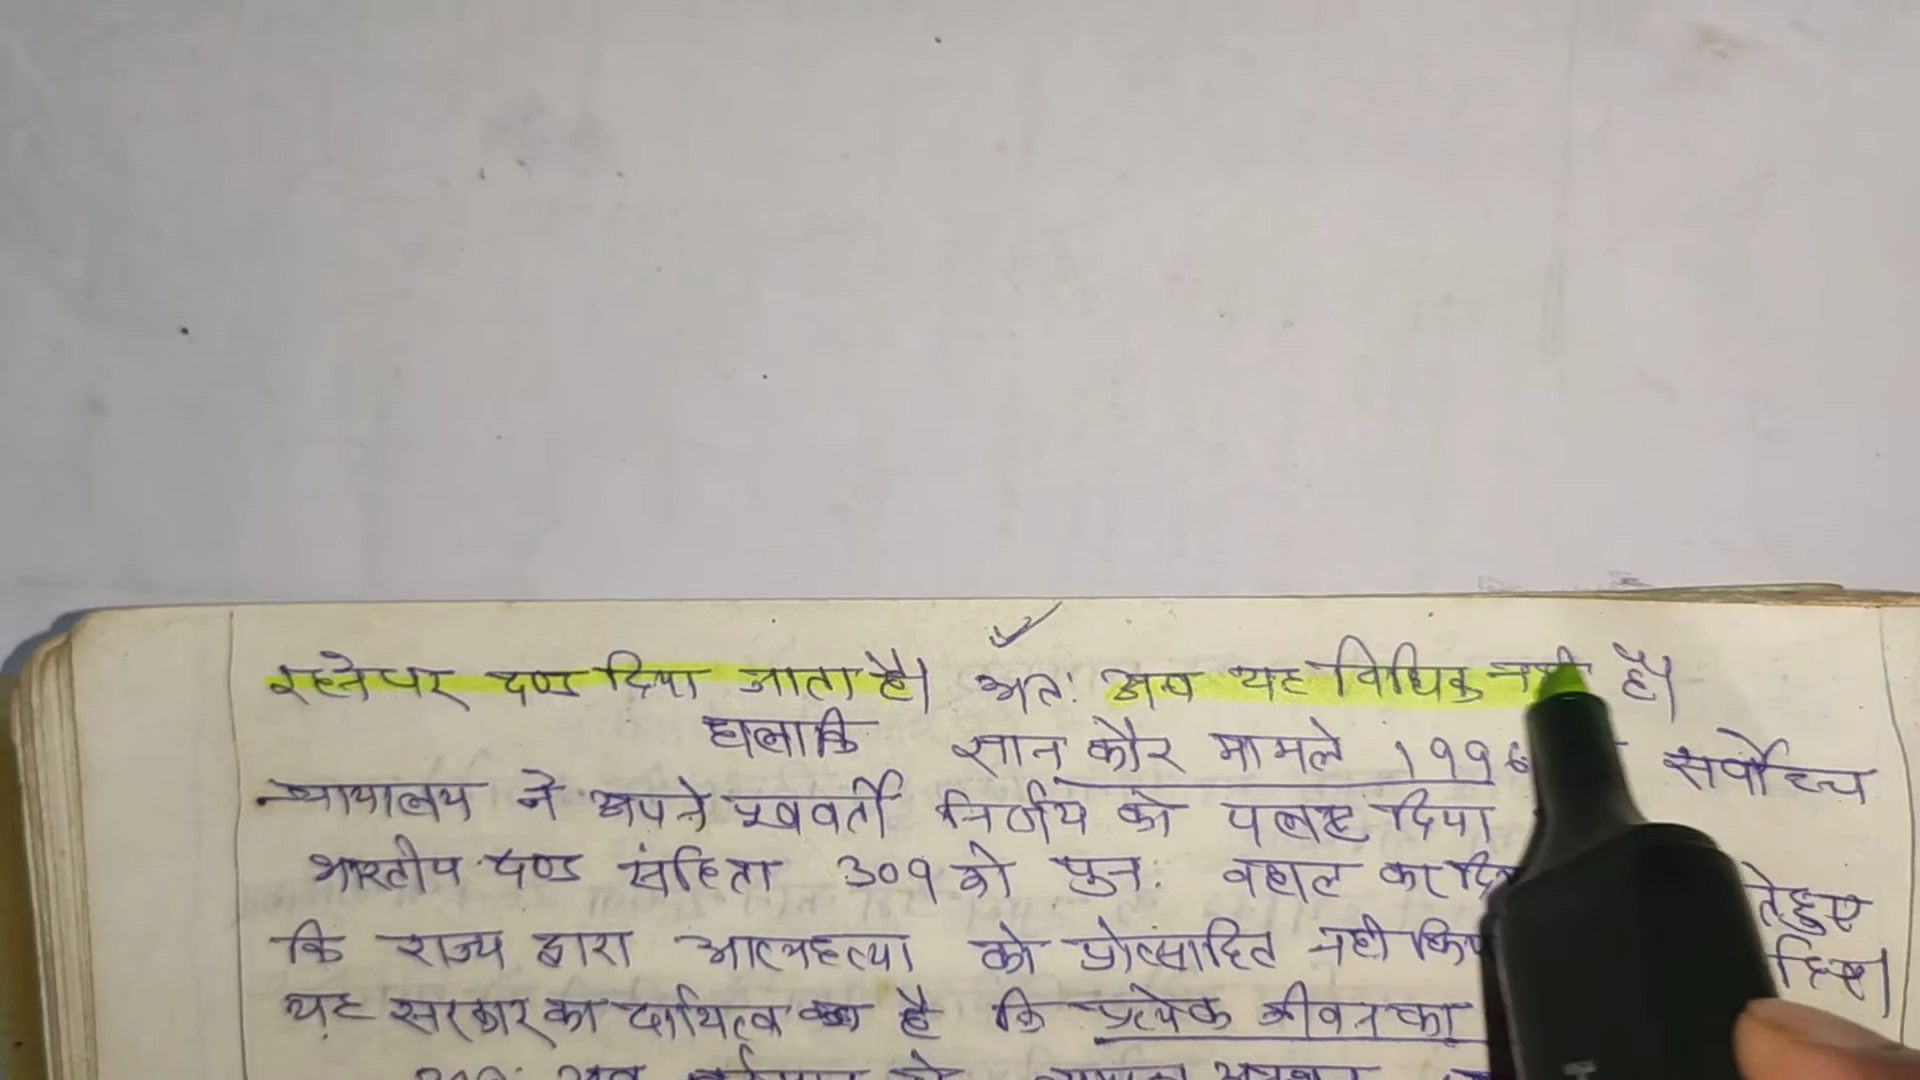 रहने पर दण्ड दिया जाता है। अतः अब यह विधिक नही है।
हालाकि ज्ञान कौर मामले १९९६ सर्वोच्च
न्यायालय ने अपने पूर्ववर्ती निर्णय को पलट दिया
भारतीय दण्ड संहिता 309 को पुनः बहाल कर तेहुए
कि राज्य द्वारा आत्महत्या को प्रोत्साहित नही हिए।
यह सरकार का दायित्व है कि प्रत्येक जीवन का